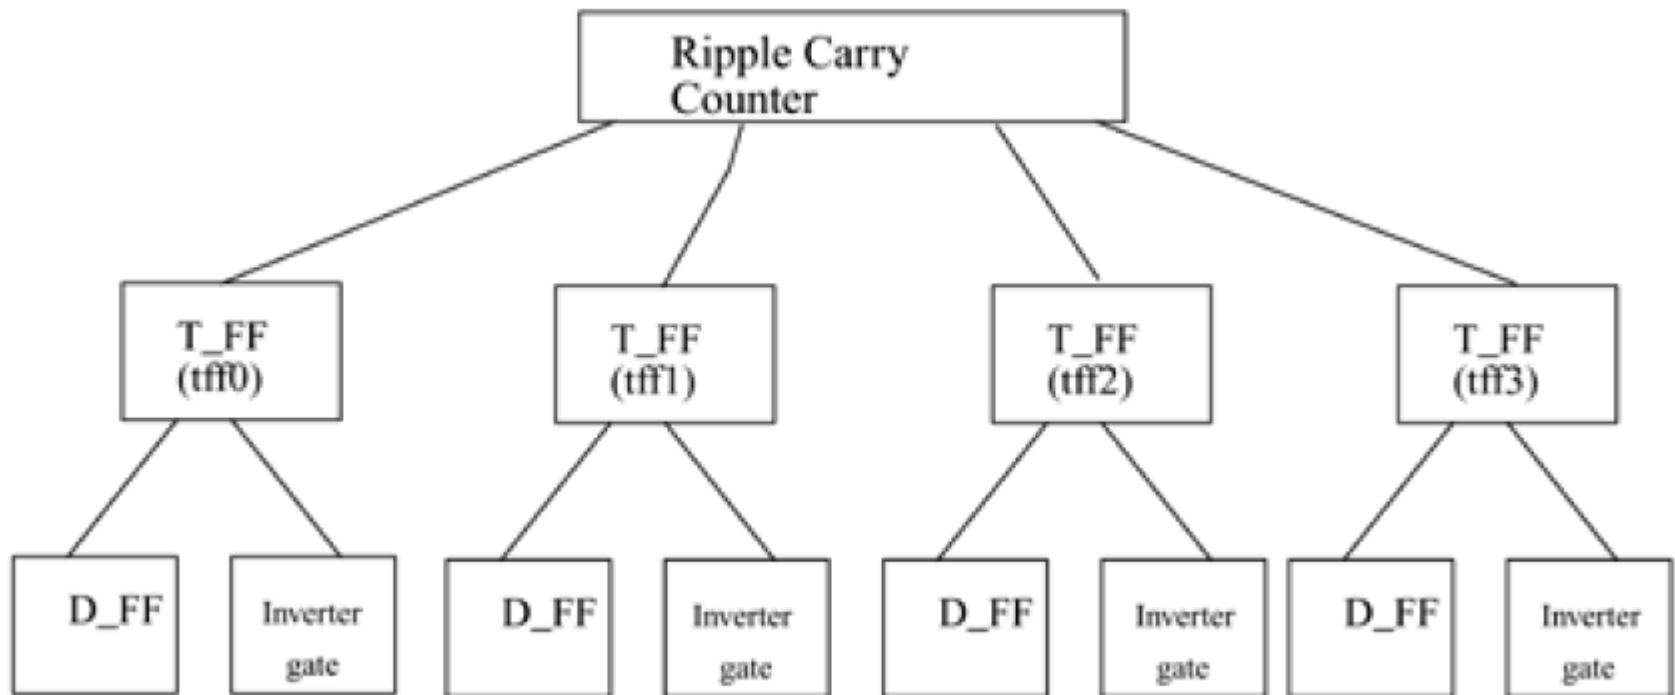 Ripple Carry
Counter
T_FF
(tff0)
T_FF
(tff1)
T_FF
(tff2)
T_FF
(tff3)
D_FF
Inverter
gate
D_FF
Inverter
gate
D_FF
Inverter
gate
D_FF
Inverter
gate